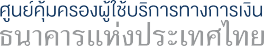 ศูนย์คุ้มครองผู้ใช้บริการทางการเงิน
ธนาคารแห่งประเทศไทย